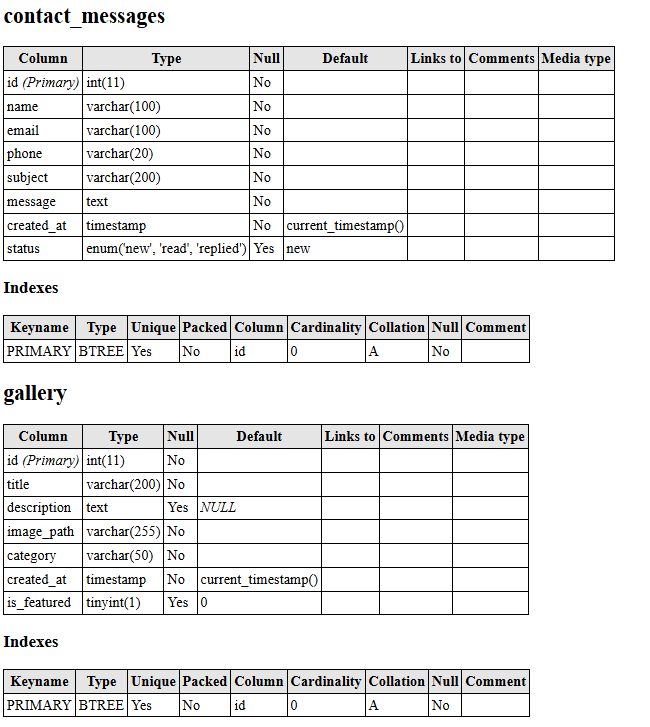 contact_messages
Column Type Null Default Links to Comments Media type
id (Primary) int(11) No
name varchar(100) No
email varchar(100) No
phone varchar(20) No
subject varchar(200) No
message text No
created_at timestamp No current_timestamp()
status enum('new', 'read', 'replied') Yes new
Indexes
Keyname Type Unique Packed Column Cardinality Collation Null Comment
PRIMARY BTREE Yes No id 0 A No
gallery
Column Type Null Default Links to Comments Media type
id (Primary) int(11) No
title varchar(200) No
description text Yes NULL
image_path varchar(255) No
category varchar(50) No
created_at timestamp No current_timestamp()
is_featured tinyint(1) Yes 0
Indexes
Keyname Type Unique Packed Column Cardinality Collation Null Comment
PRIMARY BTREE Yes No id 0 A No